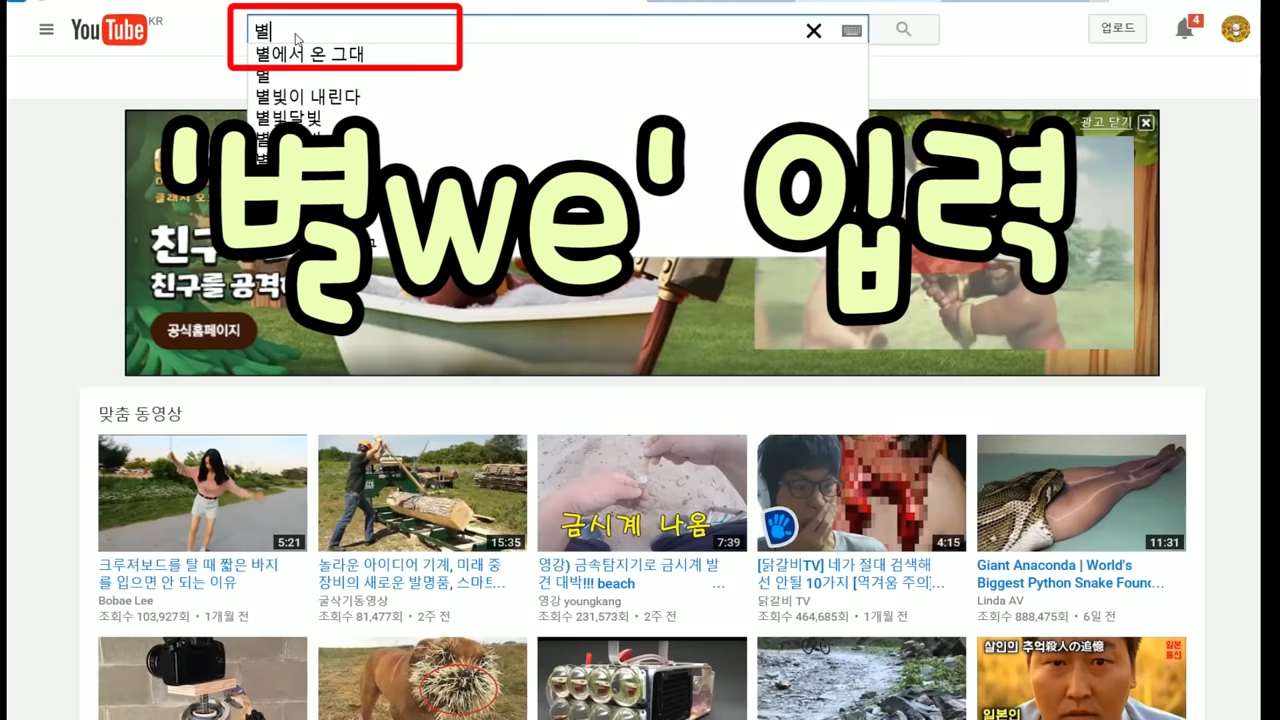 YouTube KR
별
업로드
4
별에서 온 그대
별
별빛이 내린다
별빛달빛
'별we' 입력
광고 닫기
친구
친구를 공격
공식홈페이지
맞춤 동영상
5:21
15:35
금시계 나옴
7:39
4:15
11:31
크루져보드를 탈 때 짧은 바지
를 입으면 안 되는 이유
Bobae Lee
조회수 103,927회 • 1개월 전
놀라운 아이디어 기계, 미래 중
장비의 새로운 발명품, 스마트...
굴삭기동영상
조회수 81,477회 • 2주 전
영강) 금속탐지기로 금시계 발
견 대박!!! beach ...
영강 youngkang
조회수 231,573회 • 2주 전
[닭갈비TV] 네가 절대 검색해
선 안될 10가지 [역겨움 주의]...
닭갈비 TV
조회수 464,685회 • 1개월 전
Giant Anaconda | World's
Biggest Python Snake Found...
Linda AV
조회수 888,475회 • 6일 전
살인의 추억殺人の追憶
일본
통신
일본인